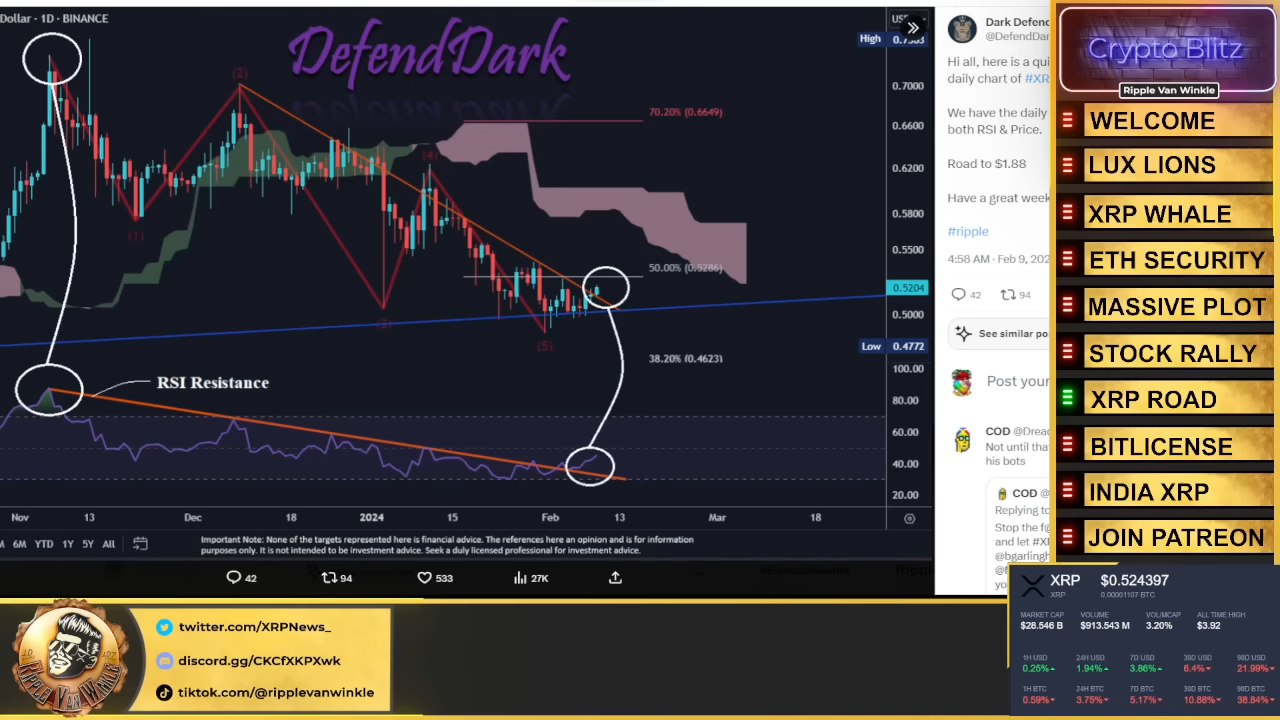 Dollar · 1D · BINANCE
DefendDark
High
0.7000
0.6600
0.6200
0.5800
0.5500
0.5204
0.5000
Low 0.4772
100.00
80.00
60.00
40.00
20.00
70.20% (0.6649)
50.00% (0.5286)
38.20% (0.4623)
(1)
(2)
(4)
(5)
RSI Resistance
Nov 13 Dec 18 2024 15 Feb 13 Mar 18
6M YTD 1Y 5Y All
Important Note: None of the targets represented here is financial advice. The references here an opinion and is for information
purposes only. It is not intended to be investment advice. Seek a duly licensed professional for investment advice.
42 94 533 27K
Dark Defend
@DefendDar
Hi all, here is a qui
daily chart of #XR
We have the daily
both RSI & Price.
Road to $1.88
Have a great week
#ripple
4:58 AM · Feb 9, 202
42 94
See similar po
Post your
COD @Drea
Not until tha
his bots
COD @
Replying to
Stop the f@
and let #X
@bgarlingh
yo
Crypto Blitz
Ripple Van Winkle
WELCOME
LUX LIONS
XRP WHALE
ETH SECURITY
MASSIVE PLOT
STOCK RALLY
XRP ROAD
BITLICENSE
INDIA XRP
JOIN PATREON
XRP $0.524397
XRP 0.00001107 BTC
MARKET CAP VOLUME VOL/MCAP ALL TIME HIGH
$28.546 B $913.543 M 3.20% $3.92
1H USD 24H USD 7D USD 30D USD 90D USD
0.25% 1.94% 3.86% 6.4% 21.99%
1H BTC 24H BTC 7D BTC 30D BTC 90D BTC
0.59% 3.75% 5.17% 10.88% 38.84%
RIPPLE VAN WINKLE
twitter.com/XRPNews_
discord.gg/CKCfXKPXwk
tiktok.com/@ripplevanwinkle